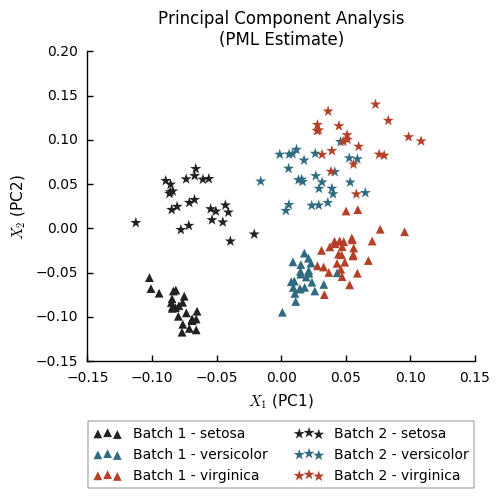 Principal Component Analysis
(PML Estimate)
0.20
0.15
0.10
0.05
0.00
−0.05
−0.10
−0.15
X₂ (PC2)
−0.15 −0.10 −0.05 0.00 0.05 0.10 0.15
X₁ (PC1)
Batch 1 - setosa Batch 2 - setosa
Batch 1 - versicolor Batch 2 - versicolor
Batch 1 - virginica Batch 2 - virginica